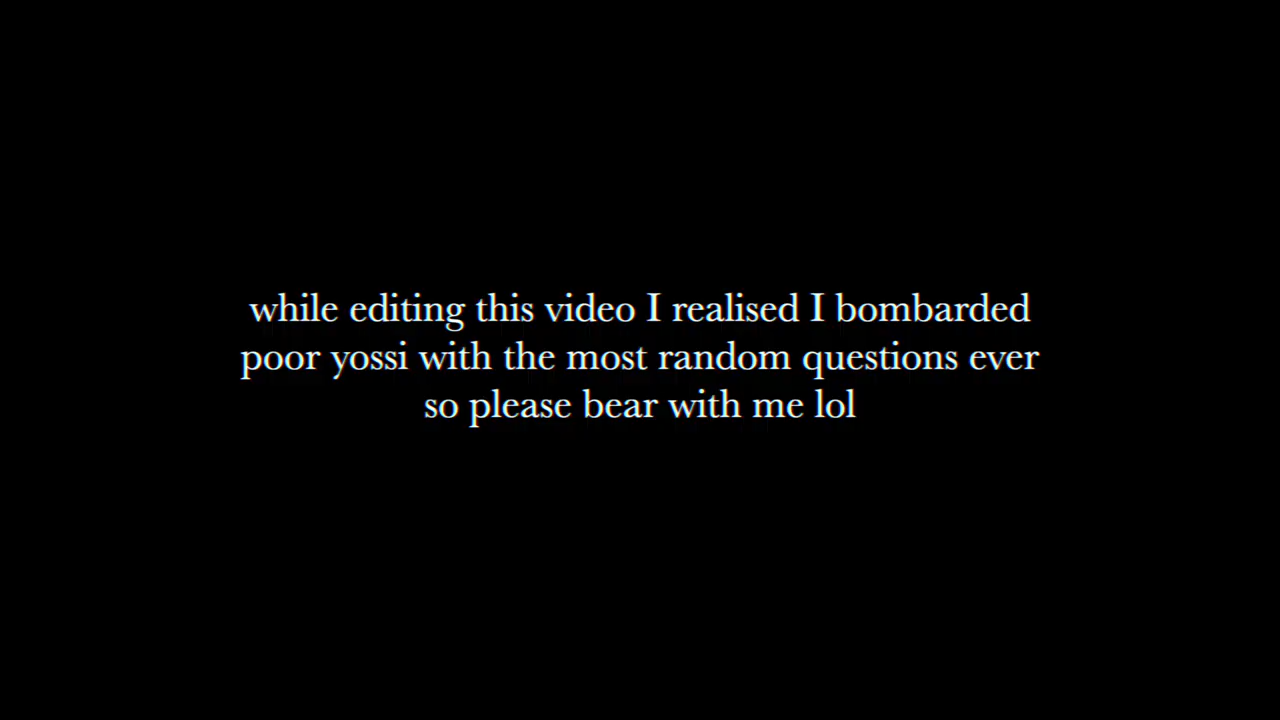 while editing this video I realised I bombarded
poor yossi with the most random questions ever
so please bear with me lol